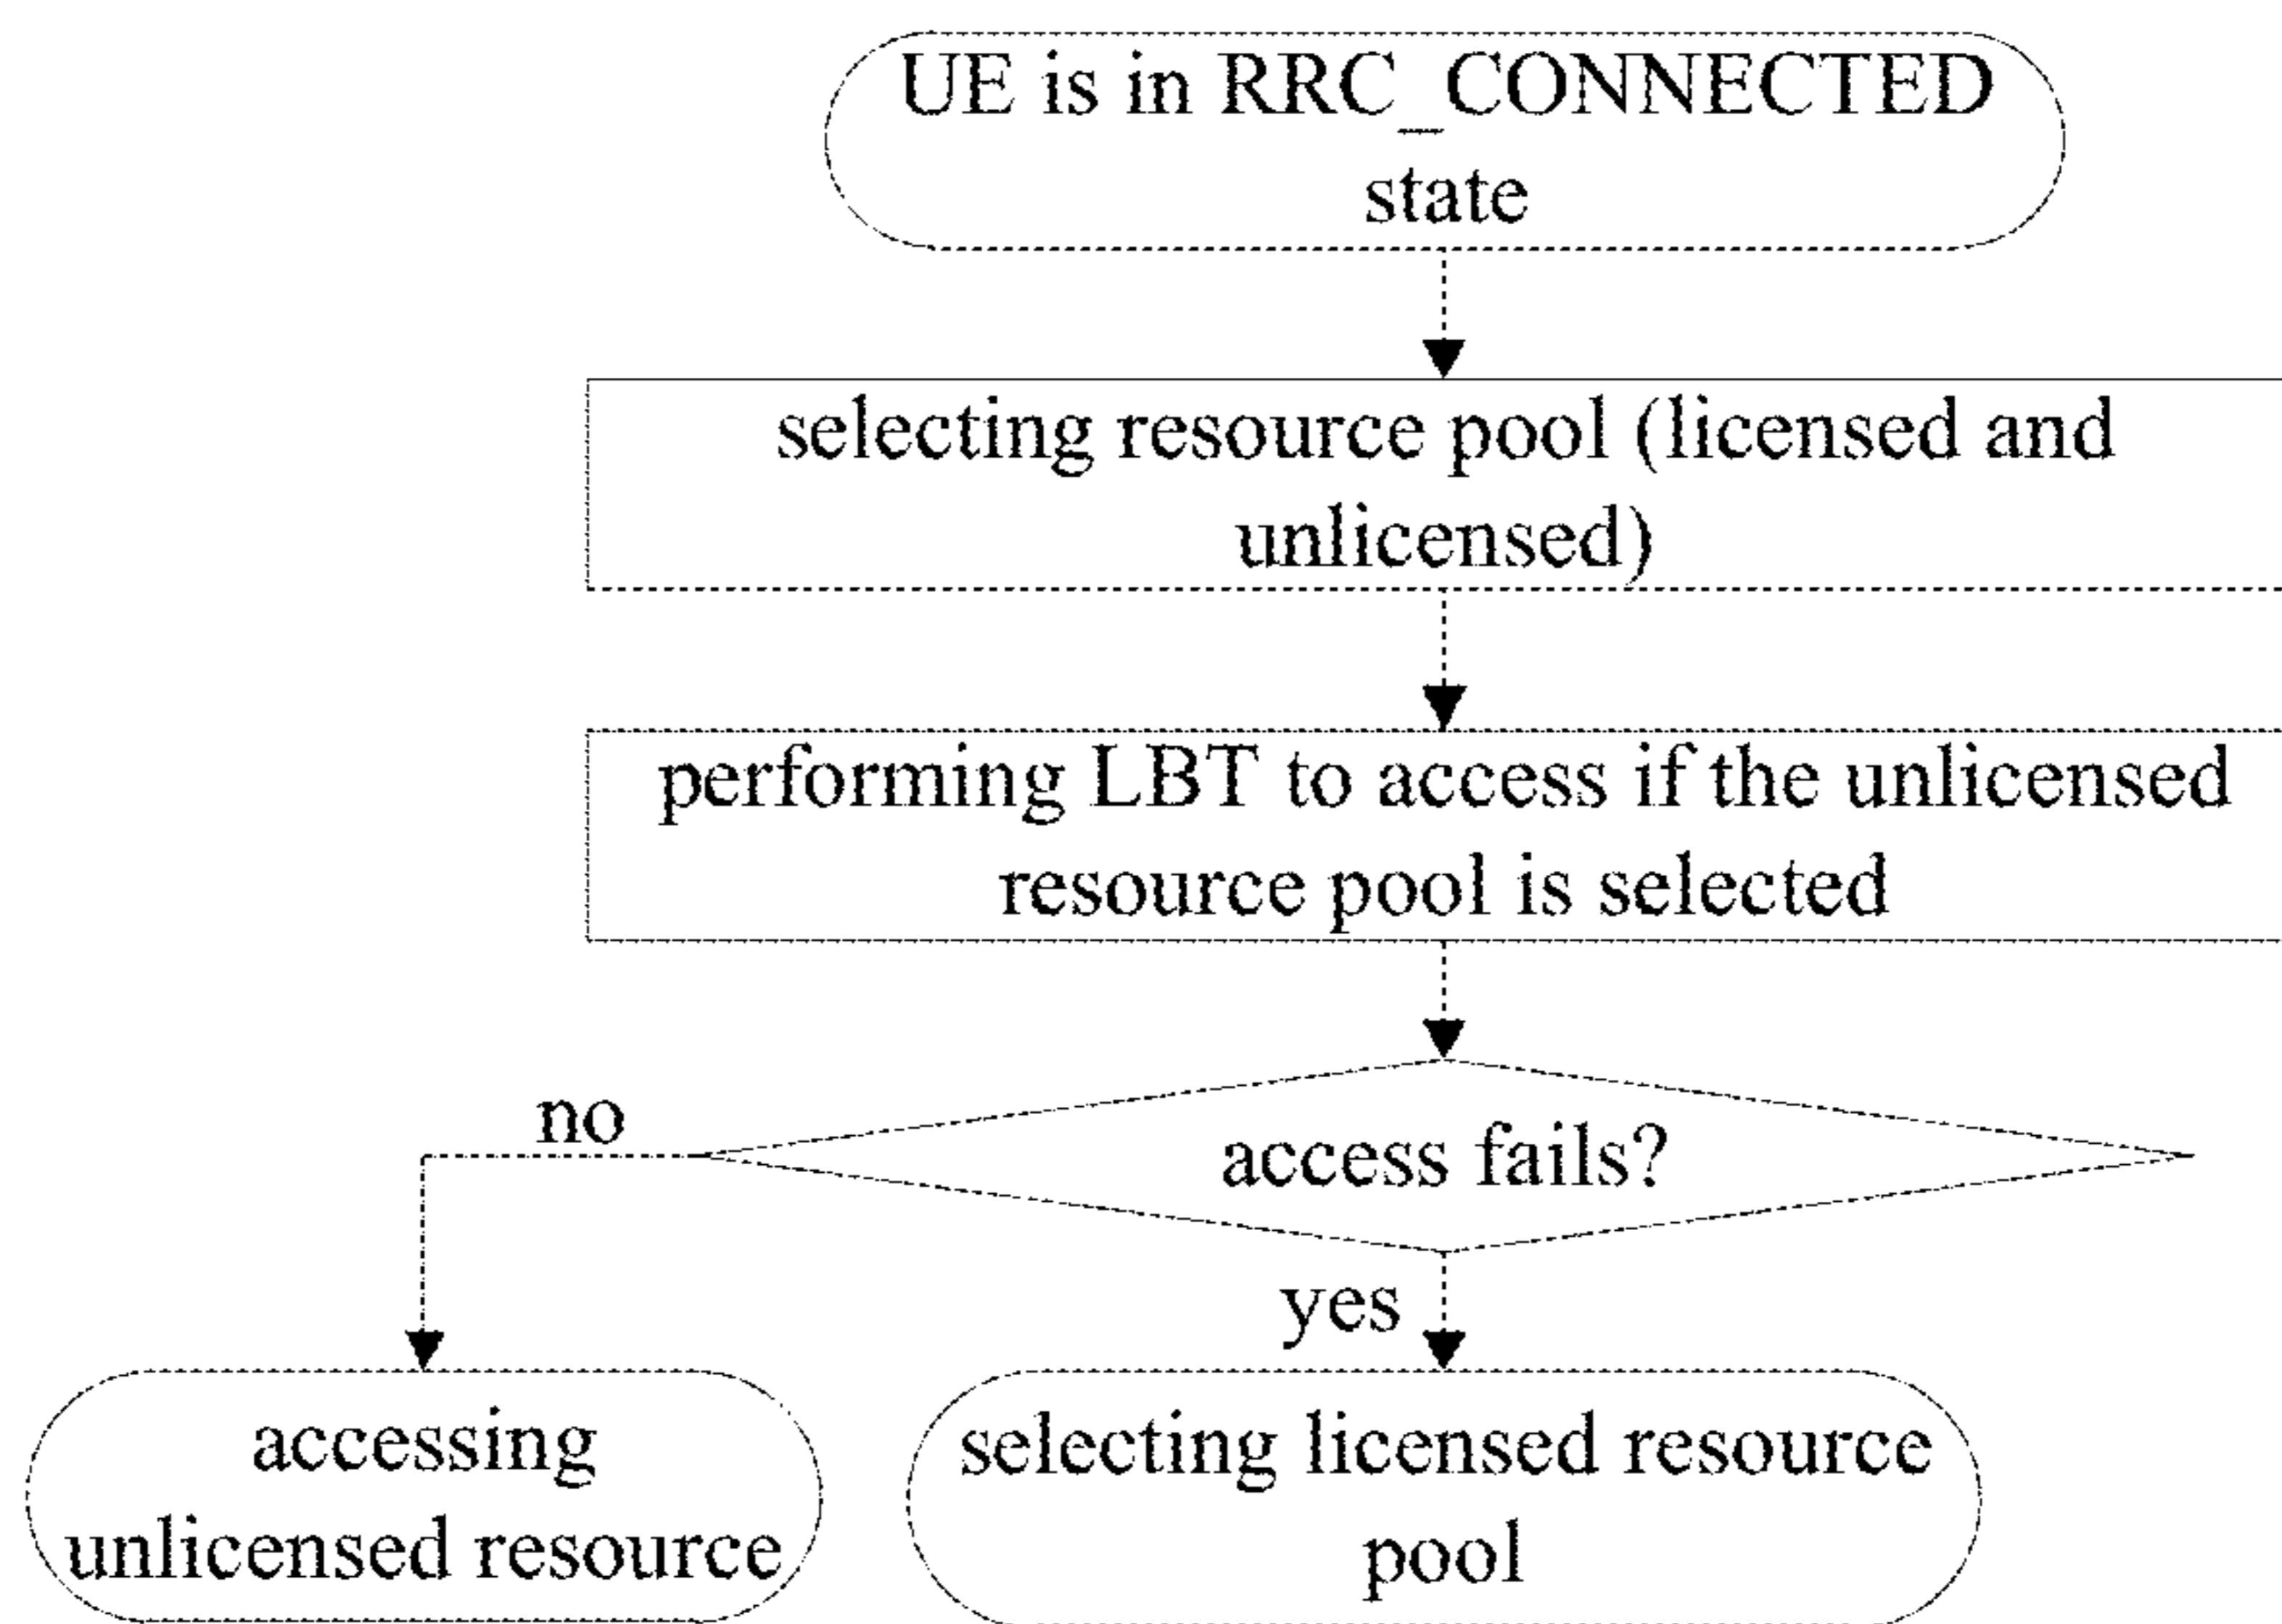 UE is in RRC_CONNECTED
state
selecting resource pool (licensed and
unlicensed)
performing LBT to access if the unlicensed
resource pool is selected
no
access fails?
yes
accessing
unlicensed resource
selecting licensed resource
pool